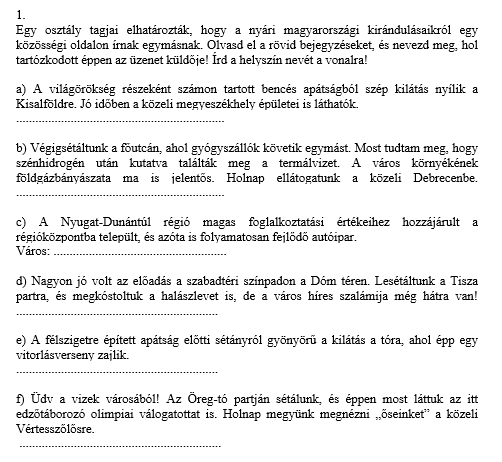 1.
Egy osztály tagjai elhatározták, hogy a nyári magyarországi kirándulásaikról egy
közösségi oldalon írnak egymásnak. Olvasd el a rövid bejegyzéseket, és nevezd meg, hol
tartózkodott éppen az üzenet küldője! Írd a helyszín nevét a vonalra!
a) A világörökség részeként számon tartott bencés apátságból szép kilátás nyílik a
Kisalföldre. Jó időben a közeli megyeszékhely épületei is láthatók.
.................................................................
b) Végigsétáltunk a főutcán, ahol gyógyszállók követik egymást. Most tudtam meg, hogy
szénhidrogén után kutatva találták meg a termálvizet. A város környékének
földgázbányászata ma is jelentős. Holnap ellátogatunk a közeli Debrecenbe.
.................................................................
c) A Nyugat-Dunántúl régió magas foglalkoztatási értékeihez hozzájárult a
régióközpontba települt, és azóta is folyamatosan fejlődő autóipar.
Város: ......................................................
d) Nagyon jó volt az előadás a szabadtéri színpadon a Dóm téren. Lesétáltunk a Tisza
partra, és megkóstoltuk a halászlevet is, de a város híres szalámija még hátra van!
...............................................................
e) A félszigetre épített apátság előtti sétányról gyönyörű a kilátás a tóra, ahol épp egy
vitorlásverseny zajlik.
...............................................................
f) Üdv a vizek városából! Az Öreg-tó partján sétálunk, és éppen most láttuk az itt
edzőtáborozó olimpiai válogatottat is. Holnap megyünk megnézni „őseinket” a közeli
Vértesszőlősre.
...............................................................